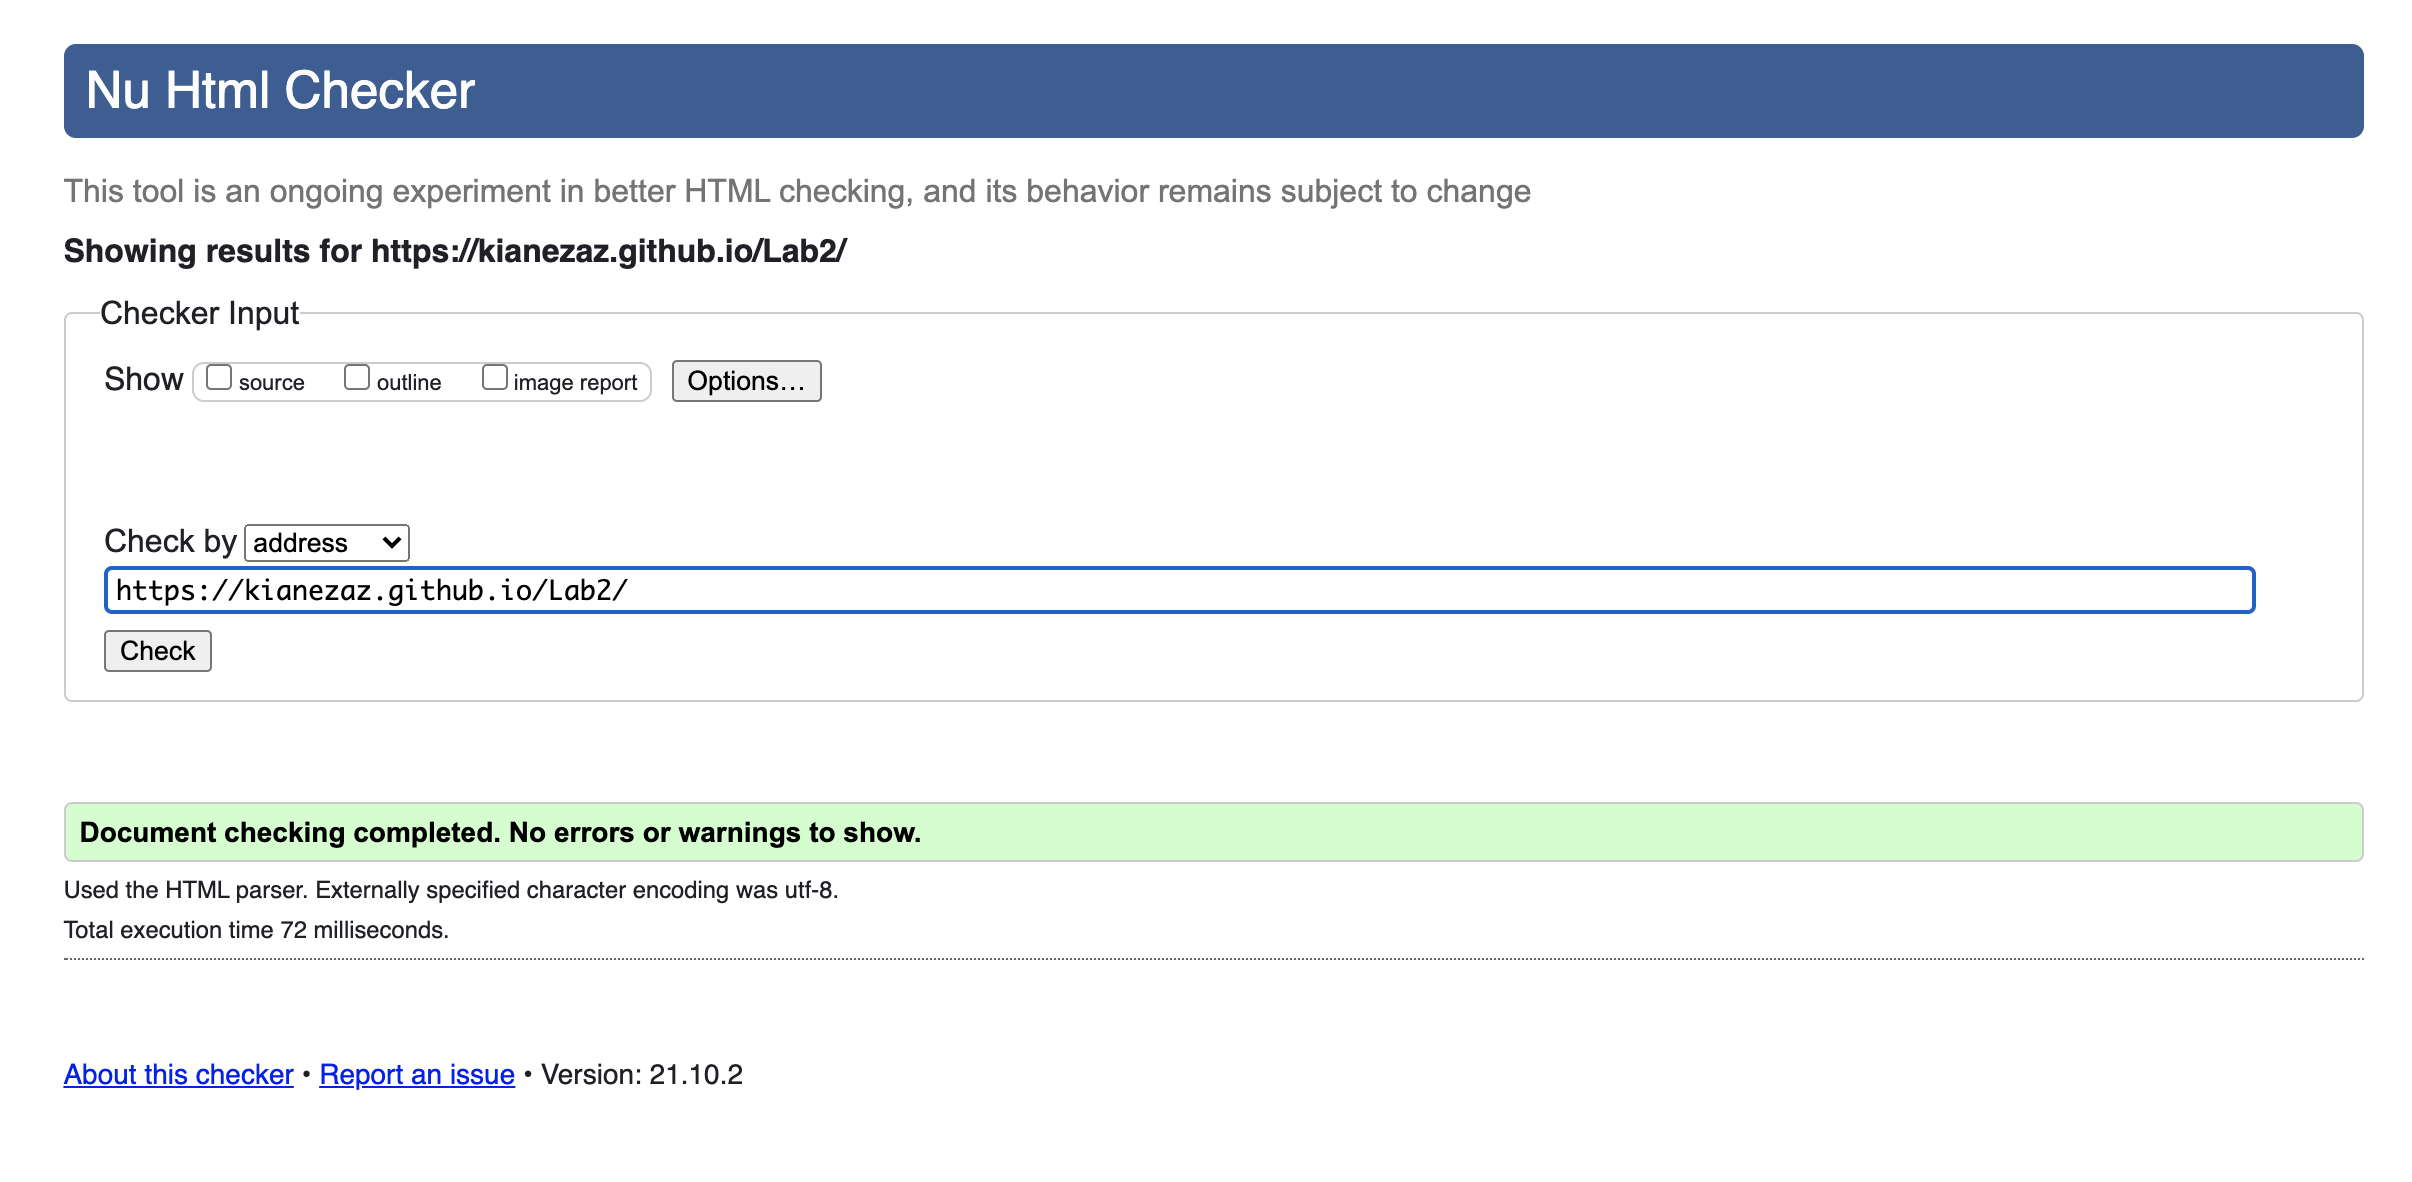 Nu Html Checker
This tool is an ongoing experiment in better HTML checking, and its behavior remains subject to change
Showing results for https://kianezaz.github.io/Lab2/
Checker Input
Show source outline image report Options…
Check by address
https://kianezaz.github.io/Lab2/
Check
Document checking completed. No errors or warnings to show.
Used the HTML parser. Externally specified character encoding was utf-8.
Total execution time 72 milliseconds.
About this checker • Report an issue • Version: 21.10.2